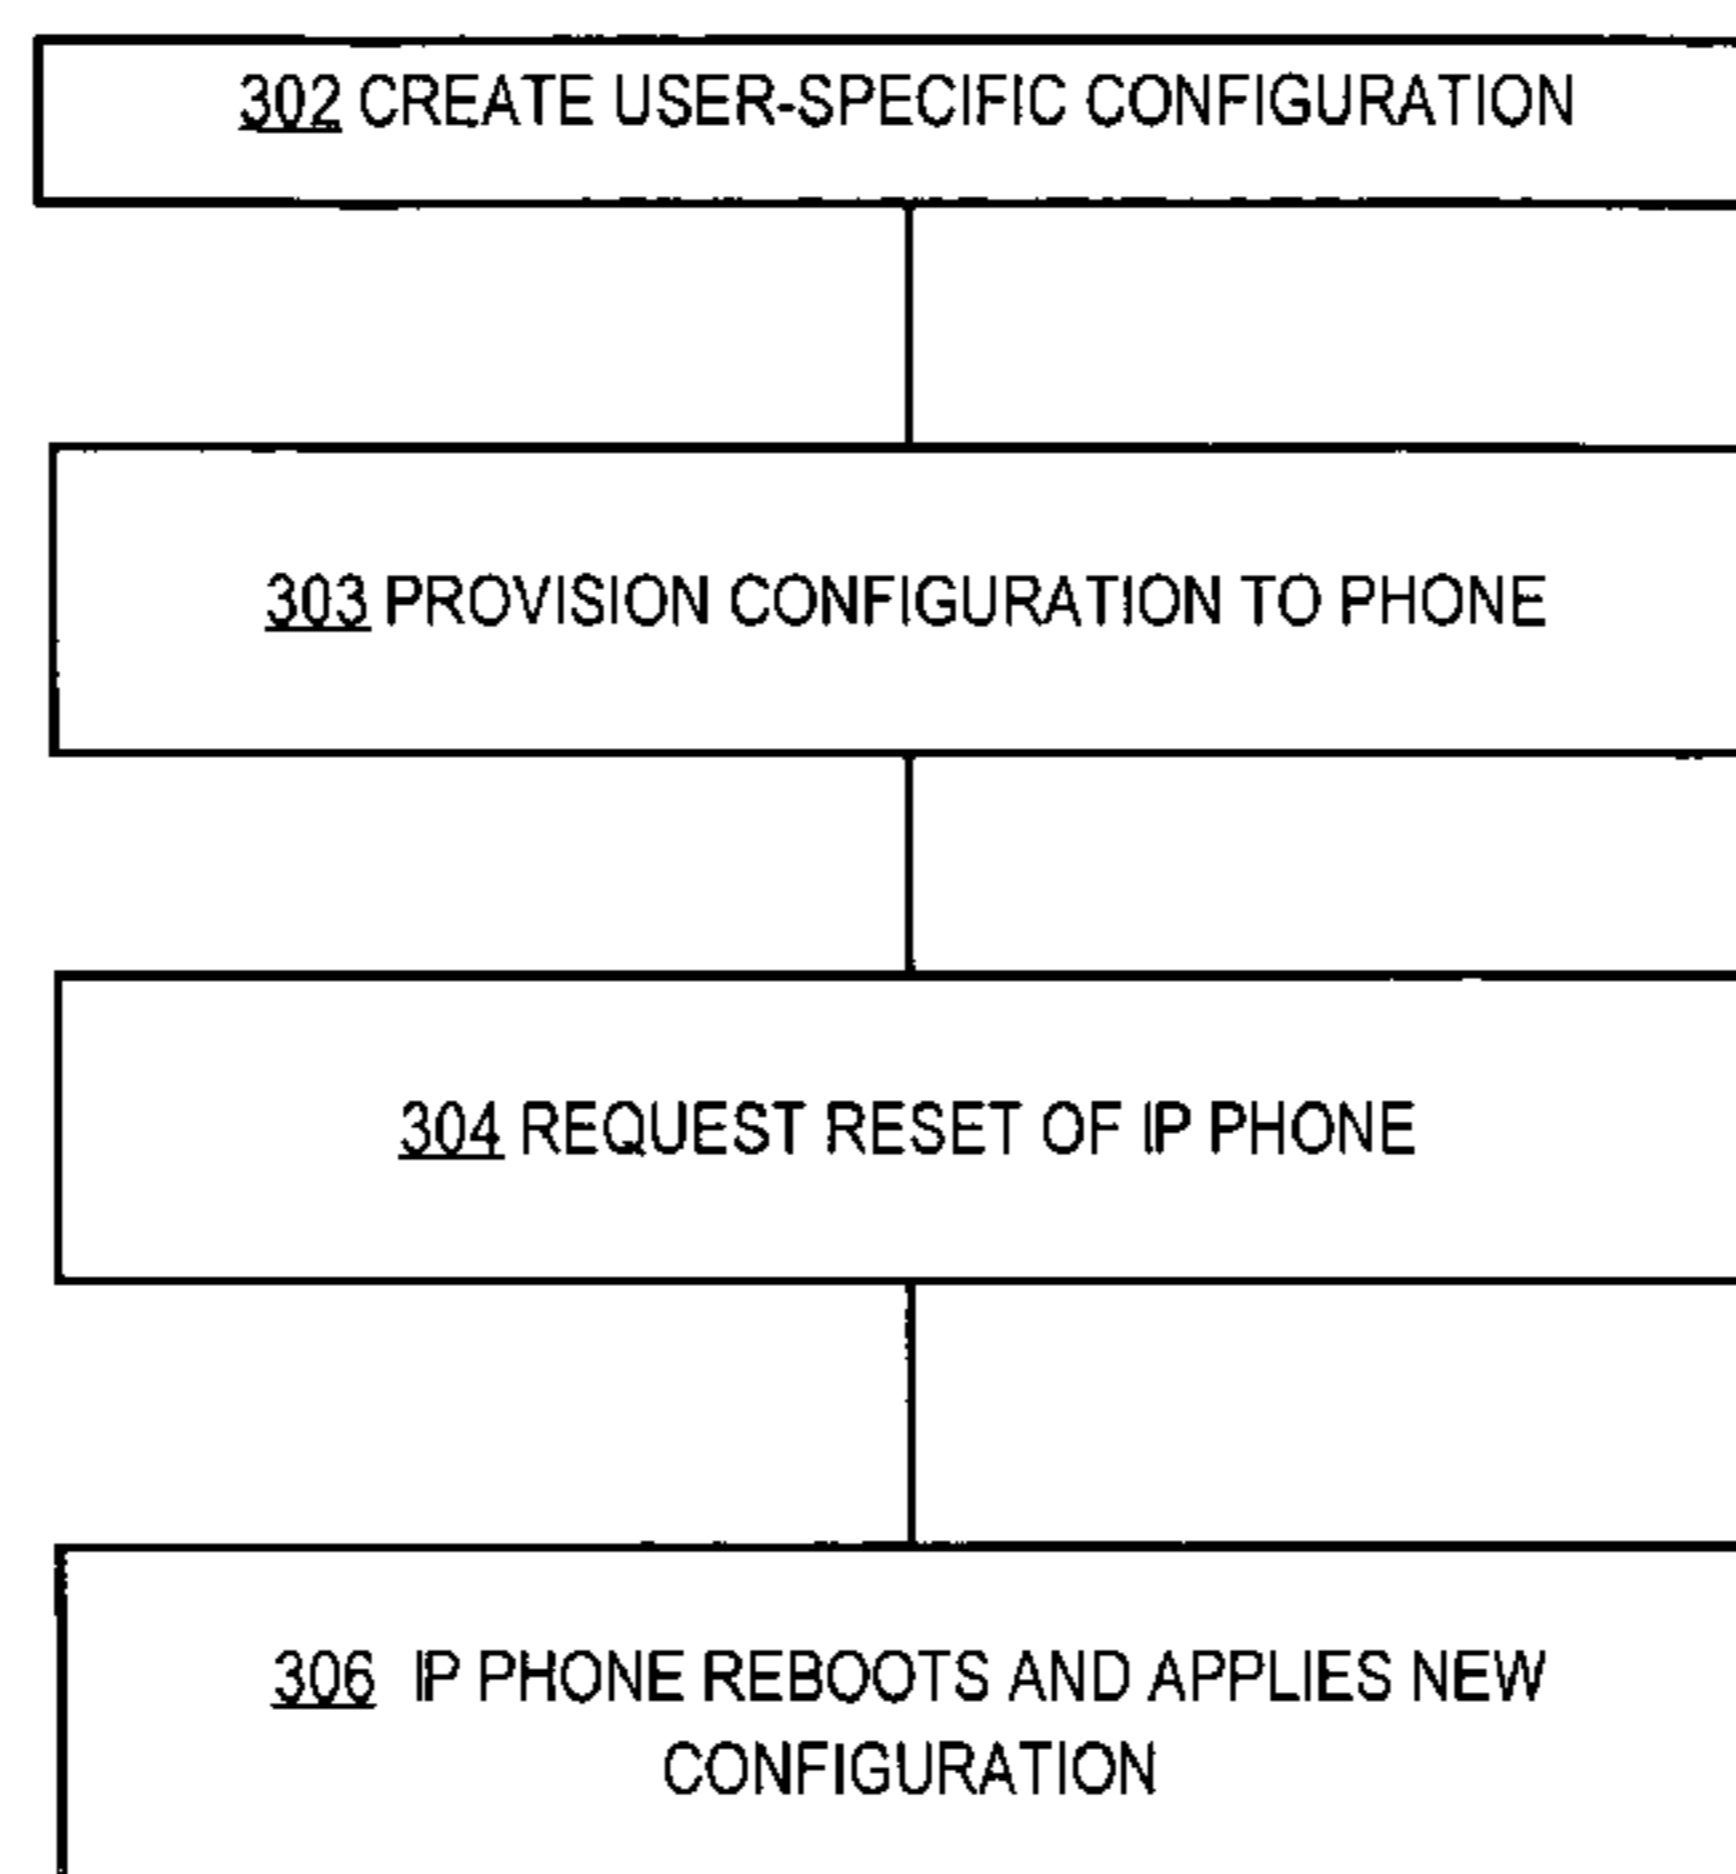 302 CREATE USER-SPECIFIC CONFIGURATION
303 PROVISION CONFIGURATION TO PHONE
304 REQUEST RESET OF IP PHONE
306 IP PHONE REBOOTS AND APPLIES NEW
CONFIGURATION